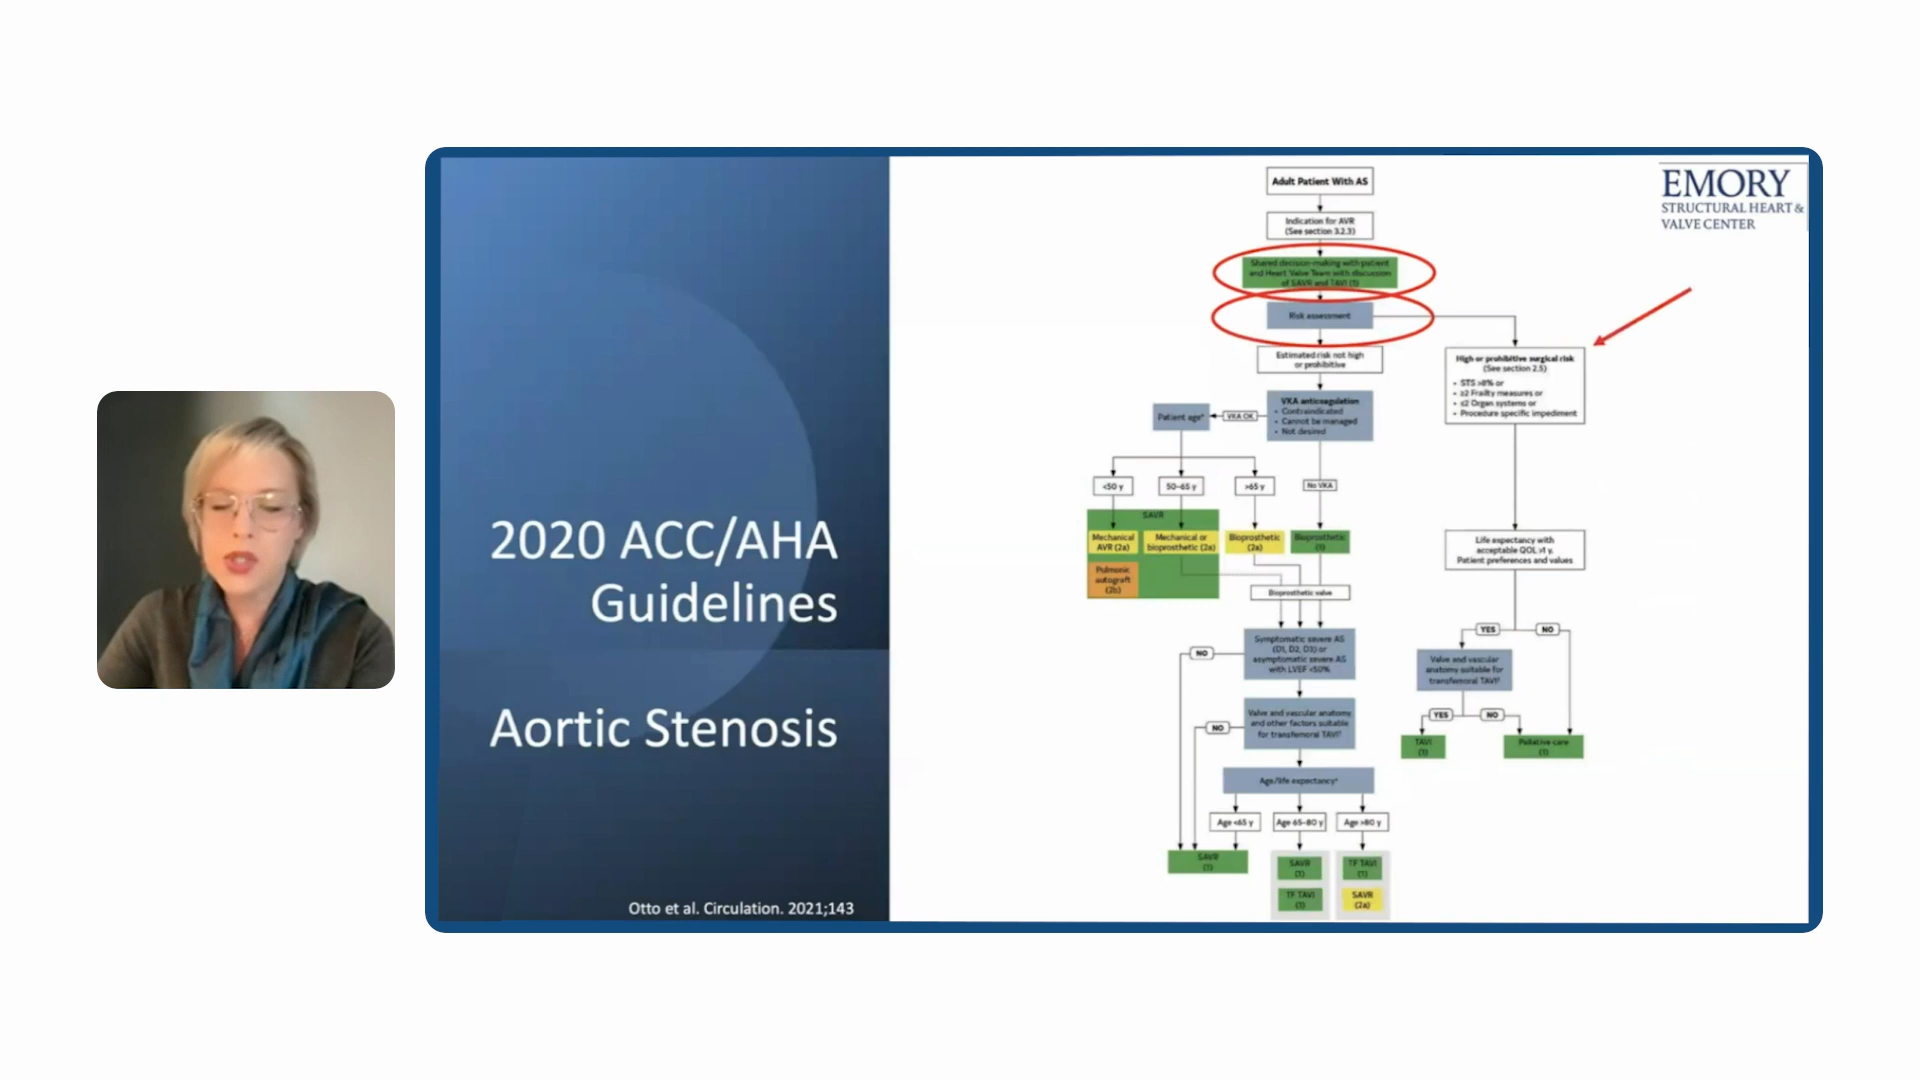 2020 ACC/AHA
Guidelines
Aortic Stenosis
Otto et al. Circulation. 2021;143
EMORY
STRUCTURAL HEART &
VALVE CENTER
Adult Patient With AS
Indication for AVR
(See section 3.2.3)
Shared decision-making with patient
and Heart Valve Team with discussion
of SAVR and TAVI (1)
Risk assessment
Estimated risk not high
or prohibitive
High or prohibitive surgical risk
(See section 2.5)
• STS >8% or
• ≥2 Frailty measures or
• ≤2 Organ systems or
• Procedure specific impediment
VKA anticoagulation
• Contraindicated
• Cannot be managed
• Not desired
VKA OK
Patient age*
<50 y
50-65 y
>65 y
No VKA
SAVR
Mechanical
AVR (2a)
Mechanical or
bioprosthetic (2a)
Bioprosthetic
(2a)
Bioprosthetic
(1)
Pulmonic
autograft
(2b)
Bioprosthetic valve
Life expectancy with
acceptable QOL >1 y,
Patient preferences and values
YES
NO
Symptomatic severe AS
(D1, D2, D3) or
asymptomatic severe AS
with LVEF <50%
NO
Valve and vascular
anatomy suitable for
transfemoral TAVI†
YES
NO
Valve and vascular anatomy
and other factors suitable
for transfemoral TAVI†
NO
TAVI
(1)
Palliative care
(1)
Age/life expectancy*
Age <65 y
Age 65-80 y
Age >80 y
SAVR
(1)
SAVR
(1)
TF TAVI
(1)
TF TAVI
(1)
SAVR
(2a)